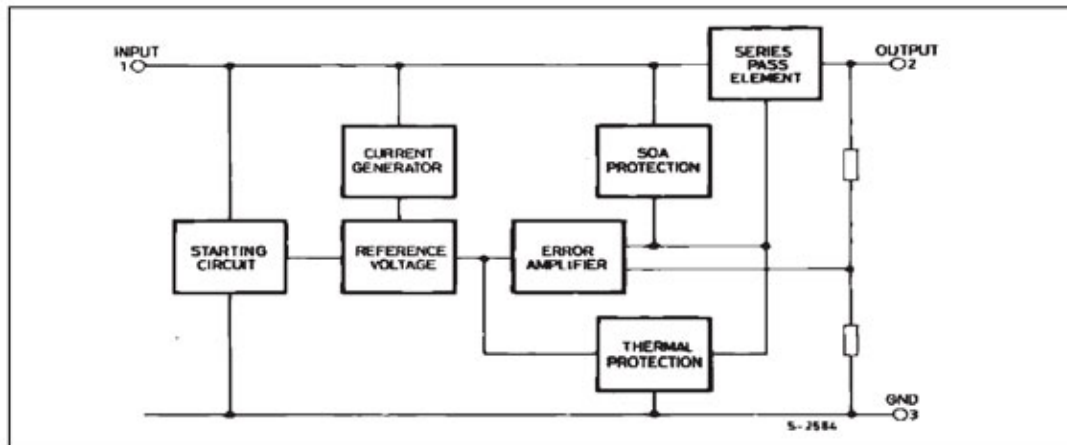 INPUT
1
SERIES
PASS
ELEMENT
OUTPUT
2
CURRENT
GENERATOR
SOA
PROTECTION
STARTING
CIRCUIT
REFERENCE
VOLTAGE
ERROR
AMPLIFIER
THERMAL
PROTECTION
GND
3
S-2584